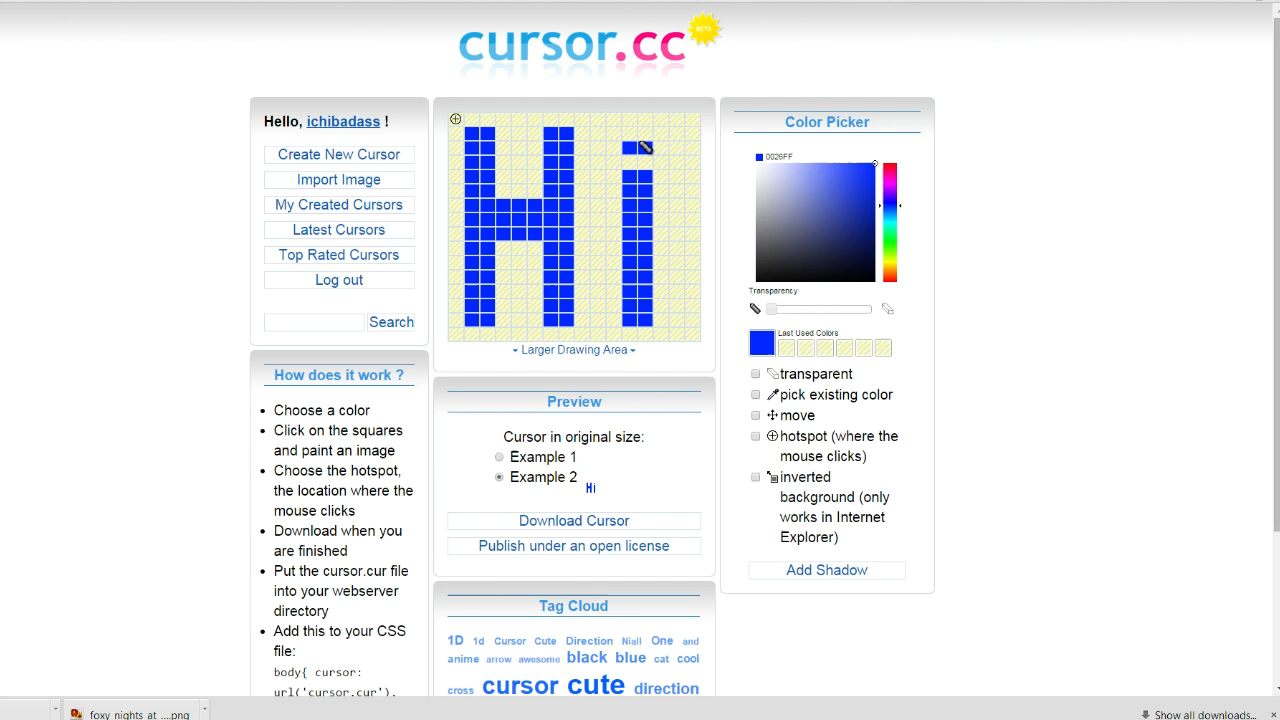 cursor.cc
BETA
Hello, ichibadass !
Create New Cursor
Import Image
My Created Cursors
Latest Cursors
Top Rated Cursors
Log out
Search
How does it work ?
Choose a color
Click on the squares
and paint an image
Choose the hotspot,
the location where the
mouse clicks
Download when you
are finished
Put the cursor.cur file
into your webserver
directory
Add this to your CSS
file:
body{ cursor:
url('cursor.cur'),
Hi
Larger Drawing Area
Preview
Cursor in original size:
Example 1
Example 2
Hi
Download Cursor
Publish under an open license
Tag Cloud
1D 1d Cursor Cute Direction Niall One and
anime arrow awesome black blue cat cool
cross cursor cute direction
Color Picker
0026FF
Transparency
Last Used Colors
transparent
pick existing color
move
hotspot (where the
mouse clicks)
inverted
background (only
works in Internet
Explorer)
Add Shadow
foxy nights at ....png
Show all downloads...